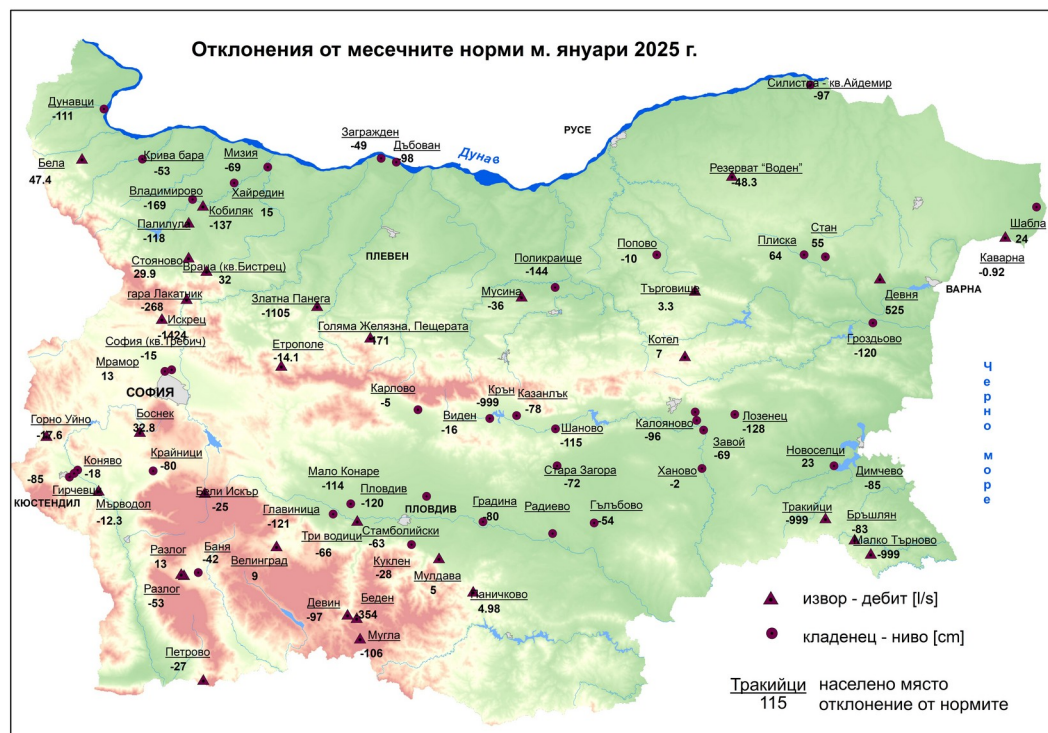 Отклонения от месечните норми м. януари 2025 г.
Дунавци
-111
Силистра - кв.Айдемир
-97
Загражден
-49
Дъбован
-98
РУСЕ
Дунав
Бела
47.4
Крива бара
-53
Мизия
-69
Хайредин
15
Владимирово
-169
Кобиляк
-137
Палилула
-118
Резерват "Воден"
-48.3
Шабла
24
Каварна
-0.92
ВАРНА
Стояново
29.9
Враца (кв.Бистрец)
32
ПЛЕВЕН
Поликраище
-144
Попово
-10
Плиска
64
Стан
55
гара Лакатник
-268
Искрец
-1424
Златна Панега
-1105
Мусина
-36
Търговище
3.3
Девня
525
София (кв.Требич)
-15
Мрамор
13
Голяма Желязна, Пещерата
471
Етрополе
-14.1
Котел
7
Гроздьово
-120
СОФИЯ
Карлово
-5
Крън
-999
Казанлък
-78
Виден
-16
Шаново
-115
Калояново
-96
Лозенец
-128
Завой
-69
Черно море
Горно Уйно
-17.6
Боснек
32.8
Крайници
-80
Коняво
-18
-85
Гирчевци
КЮСТЕНДИЛ
Мърводол
-12.3
Бели Искър
-25
Мало Конаре
-114
Пловдив
-120
ПЛОВДИВ
Главиница
-121
Градина
-80
Стара Загора
-72
Ханово
-2
Новоселци
23
Димчево
-85
Радиево
Гълъбово
-54
Тракийци
-999
Бръшлян
-83
Малко Търново
-999
Три водици
-66
Стамболийски
-63
Куклен
-28
Мулдава
5
Разлог
13
Баня
-42
Велинград
9
Разлог
-53
Девин
-97
Беден
-354
Паничково
4.98
Мугла
-106
Петрово
-27
извор - дебит [l/s]
кладенец - ниво [cm]
Тракийци населено място
115 отклонение от нормите